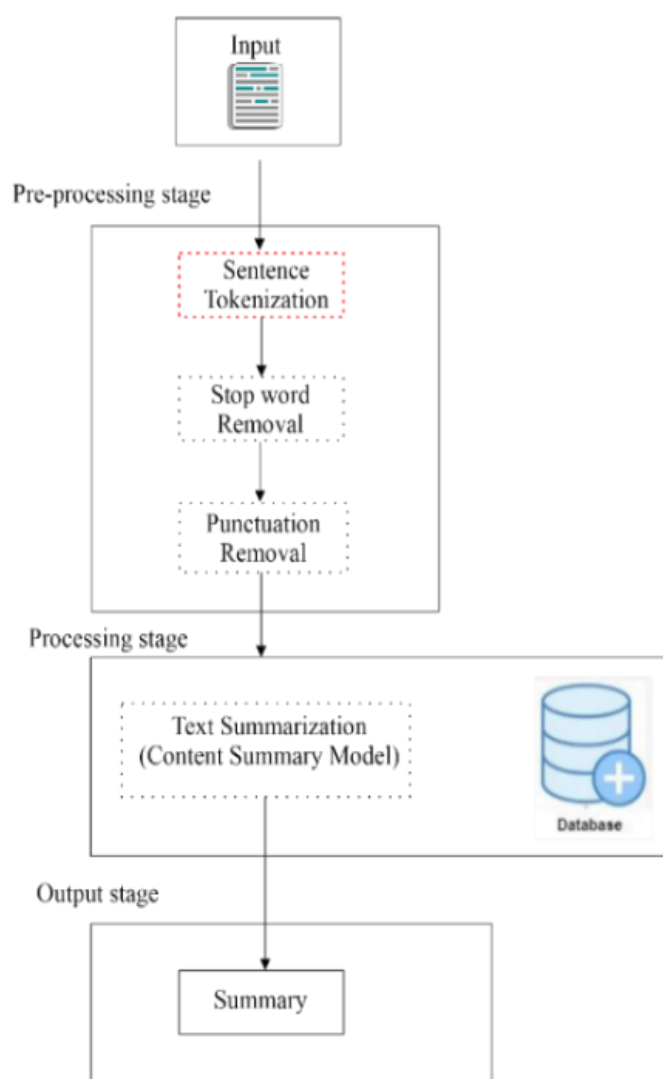 Input
Pre-processing stage
Sentence
Tokenization
Stop word
Removal
Punctuation
Removal
Processing stage
Text Summarization
(Content Summary Model)
Database
Output stage
Summary